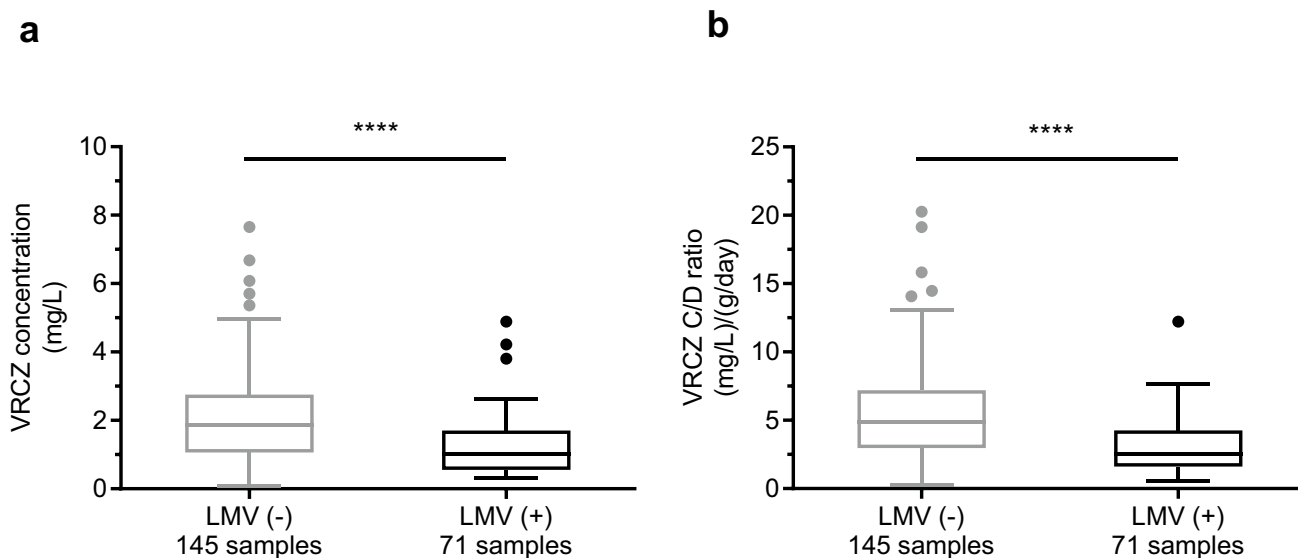 a
VRCZ concentration
(mg/L)
10
8
6
4
2
0
****
LMV (-)
145 samples
LMV (+)
71 samples
b
VRCZ C/D ratio
(mg/L)/(g/day)
25
20
15
10
5
0
****
LMV (-)
145 samples
LMV (+)
71 samples